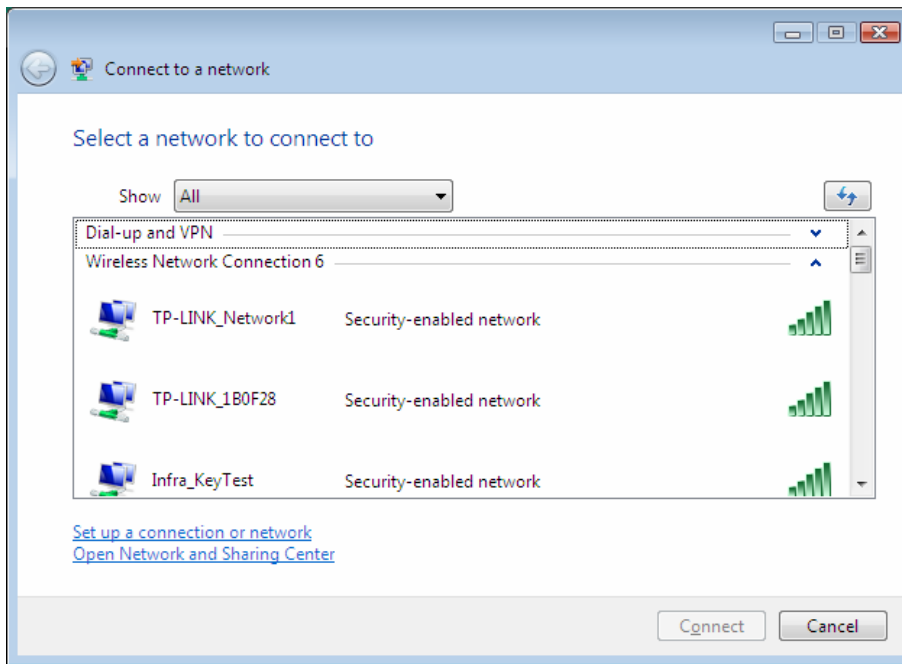 Connect to a network
Select a network to connect to
Show All
Dial-up and VPN
Wireless Network Connection 6
TP-LINK_Network1 Security-enabled network
TP-LINK_1B0F28 Security-enabled network
Infra_KeyTest Security-enabled network
Set up a connection or network
Open Network and Sharing Center
Connect Cancel